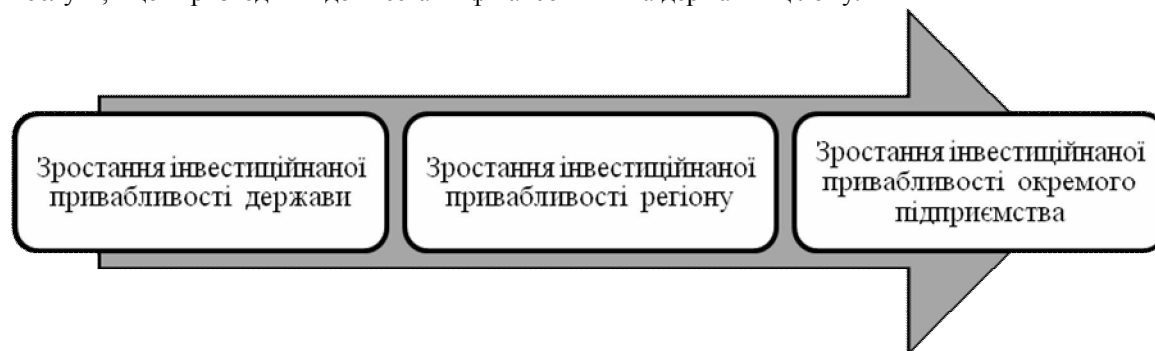 Зростання інвестиційнаної
привабливості держави
Зростання інвестиційнаної
привабливості регіону
Зростання інвестиційнаної
привабливості окремого
підприємства